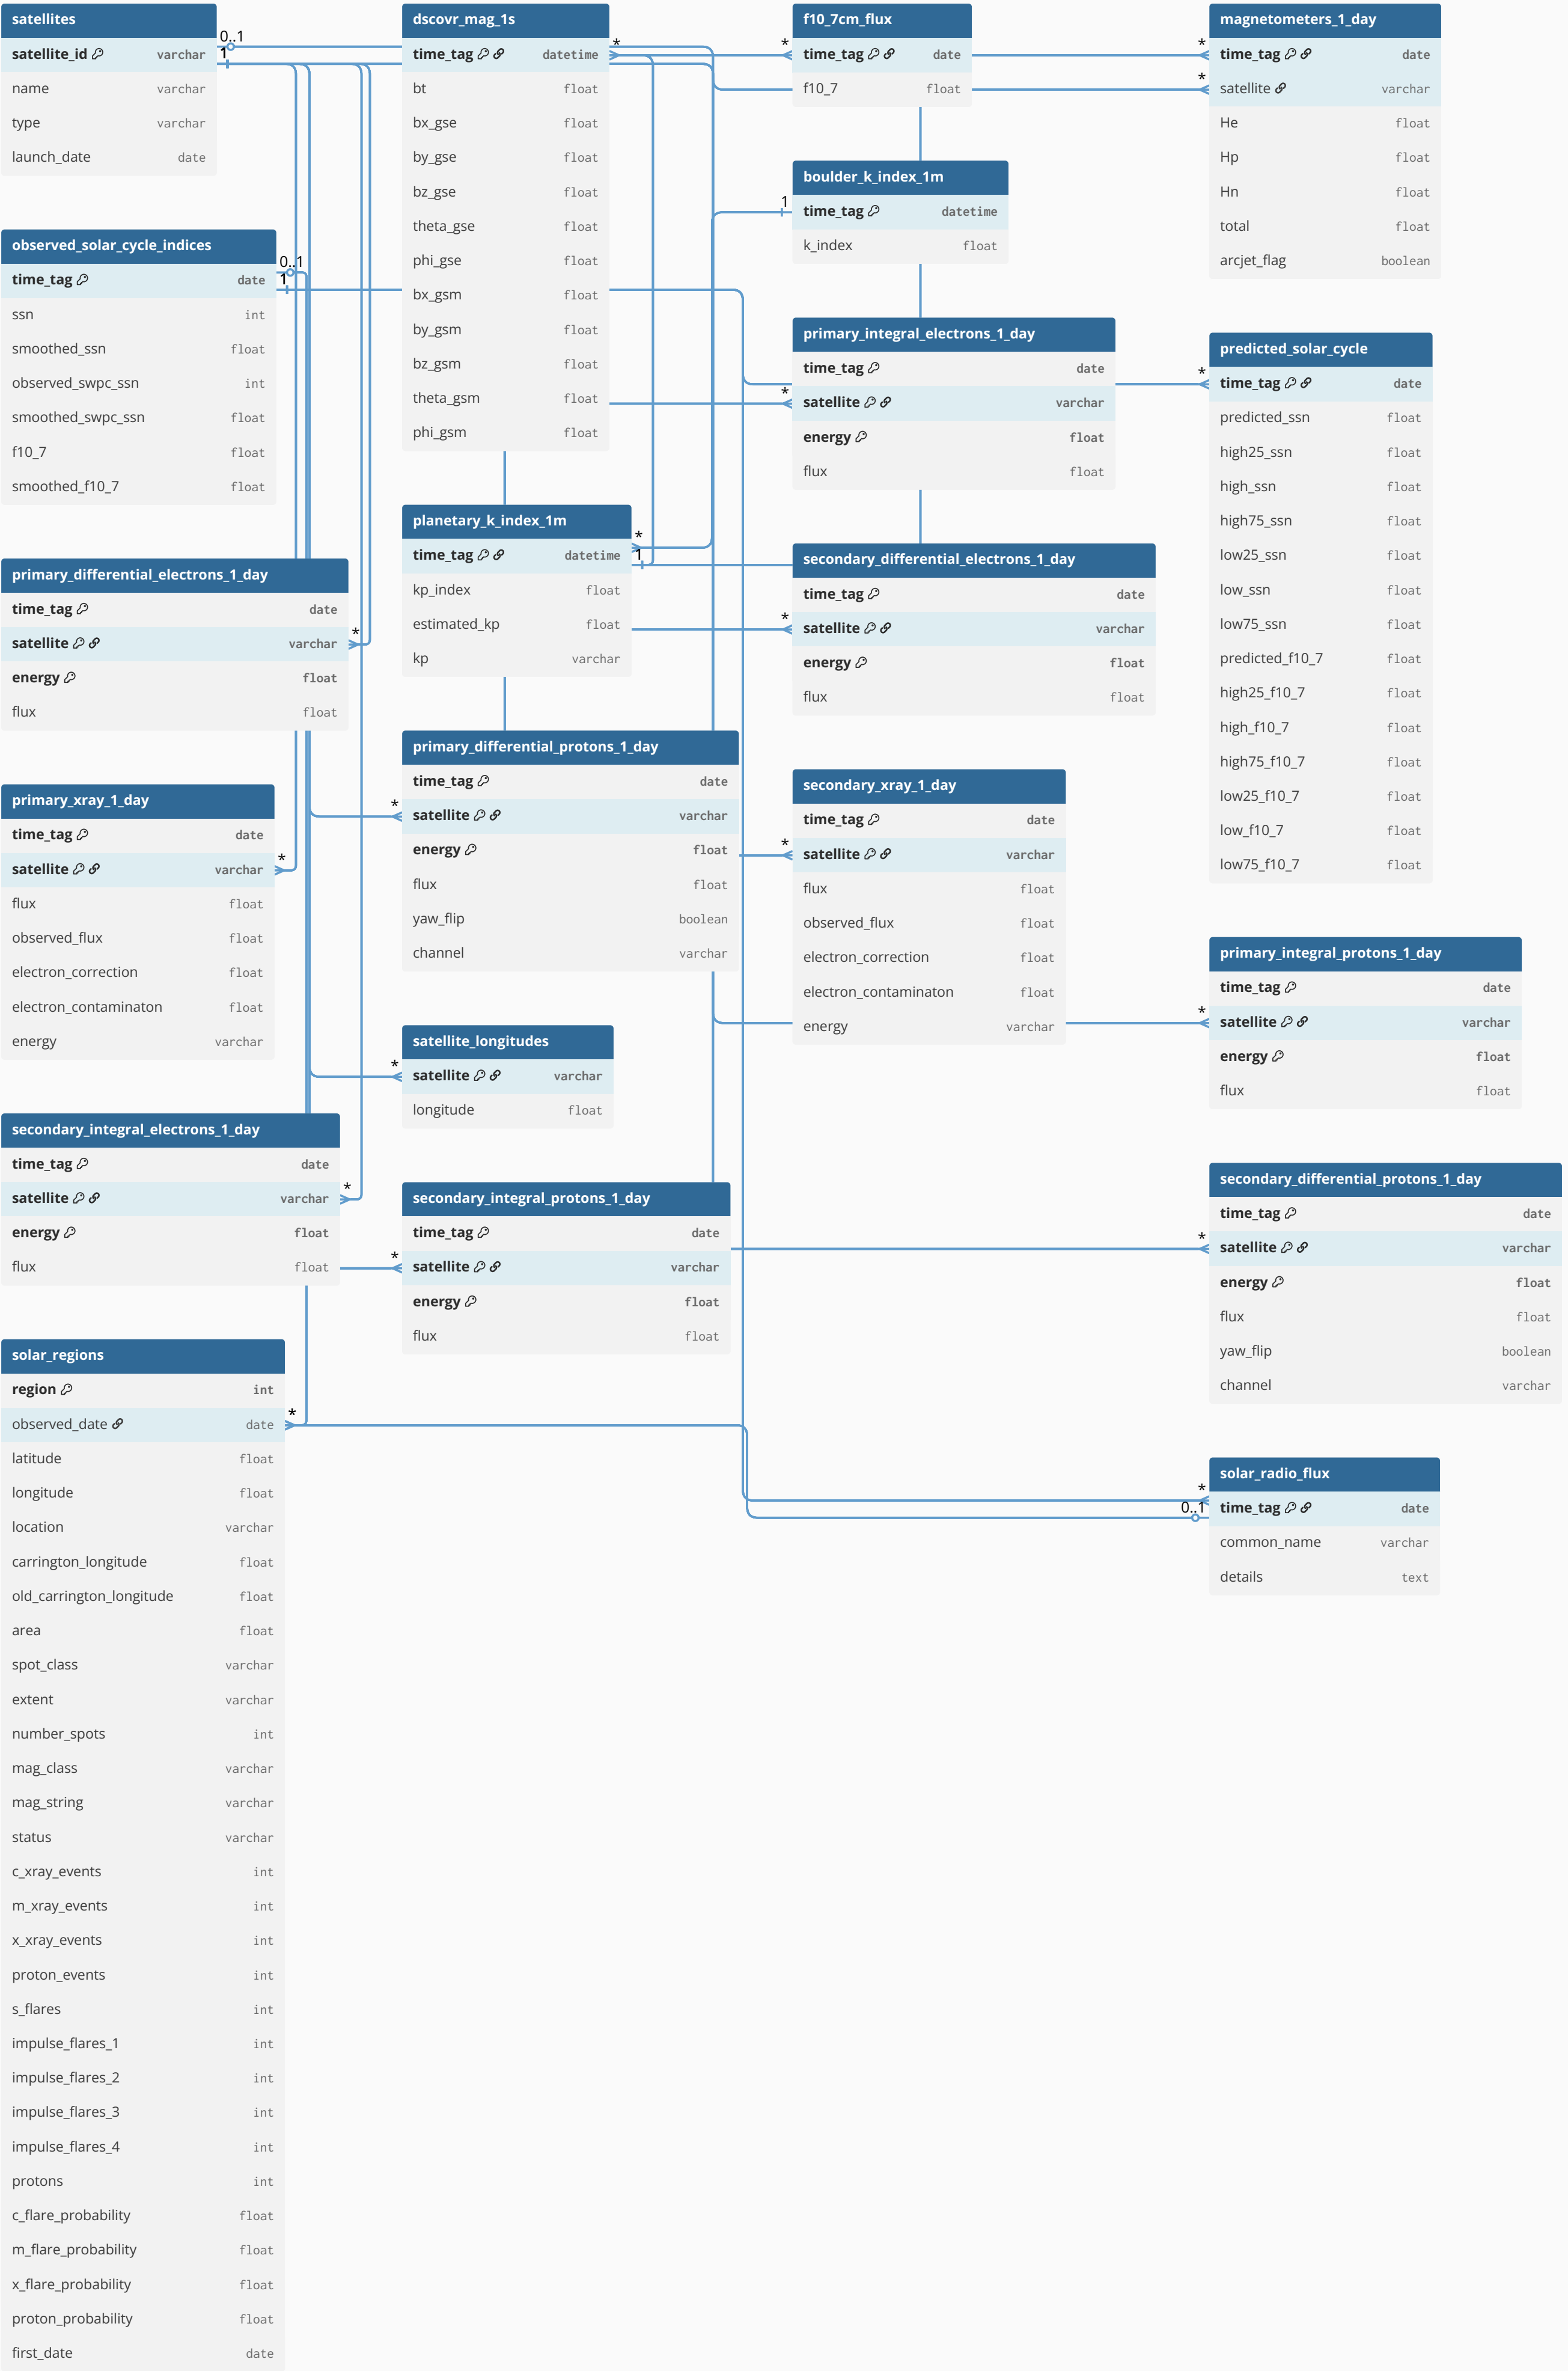 satellites
satellite_id varchar
name varchar
type varchar
launch_date date
0..1
1
observed_solar_cycle_indices
time_tag date
ssn int
smoothed_ssn float
observed_swpc_ssn int
smoothed_swpc_ssn float
f10_7 float
smoothed_f10_7 float
0..1
1
primary_differential_electrons_1_day
time_tag date
satellite varchar
energy float
flux float
*
primary_xray_1_day
time_tag date
satellite varchar
flux float
observed_flux float
electron_correction float
electron_contaminaton float
energy varchar
*
secondary_integral_electrons_1_day
time_tag date
satellite varchar
energy float
flux float
*
solar_regions
region int
observed_date date
latitude float
longitude float
location varchar
carrington_longitude float
old_carrington_longitude float
area float
spot_class varchar
extent varchar
number_spots int
mag_class varchar
mag_string varchar
status varchar
c_xray_events int
m_xray_events int
x_xray_events int
proton_events int
s_flares int
impulse_flares_1 int
impulse_flares_2 int
impulse_flares_3 int
impulse_flares_4 int
protons int
c_flare_probability float
m_flare_probability float
x_flare_probability float
proton_probability float
first_date date
*
dscovr_mag_1s
time_tag datetime
bt float
bx_gse float
by_gse float
bz_gse float
theta_gse float
phi_gse float
bx_gsm float
by_gsm float
bz_gsm float
theta_gsm float
phi_gsm float
*
planetary_k_index_1m
time_tag datetime
kp_index float
estimated_kp float
kp varchar
*
1
primary_differential_protons_1_day
time_tag date
satellite varchar
energy float
flux float
yaw_flip boolean
channel varchar
*
satellite_longitudes
satellite varchar
longitude float
*
secondary_integral_protons_1_day
time_tag date
satellite varchar
energy float
flux float
*
f10_7cm_flux
time_tag date
f10_7 float
*
boulder_k_index_1m
time_tag datetime
k_index float
1
primary_integral_electrons_1_day
time_tag date
satellite varchar
energy float
flux float
*
secondary_differential_electrons_1_day
time_tag date
satellite varchar
energy float
flux float
*
secondary_xray_1_day
time_tag date
satellite varchar
flux float
observed_flux float
electron_correction float
electron_contaminaton float
energy varchar
*
magnetometers_1_day
time_tag date
satellite varchar
He float
Hp float
Hn float
total float
arcjet_flag boolean
*
*
predicted_solar_cycle
time_tag date
predicted_ssn float
high25_ssn float
high_ssn float
high75_ssn float
low25_ssn float
low_ssn float
low75_ssn float
predicted_f10_7 float
high25_f10_7 float
high_f10_7 float
high75_f10_7 float
low25_f10_7 float
low_f10_7 float
low75_f10_7 float
*
primary_integral_protons_1_day
time_tag date
satellite varchar
energy float
flux float
*
secondary_differential_protons_1_day
time_tag date
satellite varchar
energy float
flux float
yaw_flip boolean
channel varchar
*
solar_radio_flux
time_tag date
common_name varchar
details text
*
0..1